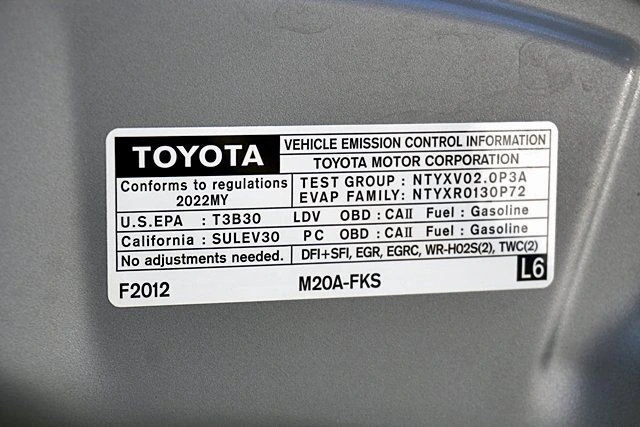 TOYOTA
VEHICLE EMISSION CONTROL INFORMATION
TOYOTA MOTOR CORPORATION
Conforms to regulations
2022MY
TEST GROUP : NTYXV02.0P3A
EVAP FAMILY: NTYXR0130P72
U.S.EPA : T3B30 LDV OBD : CAII Fuel : Gasoline
California : SULEV30 PC OBD : CAII Fuel : Gasoline
No adjustments needed. DFI+SFI, EGR, EGRC, WR-HO2S(2), TWC(2)
F2012 M20A-FKS L6